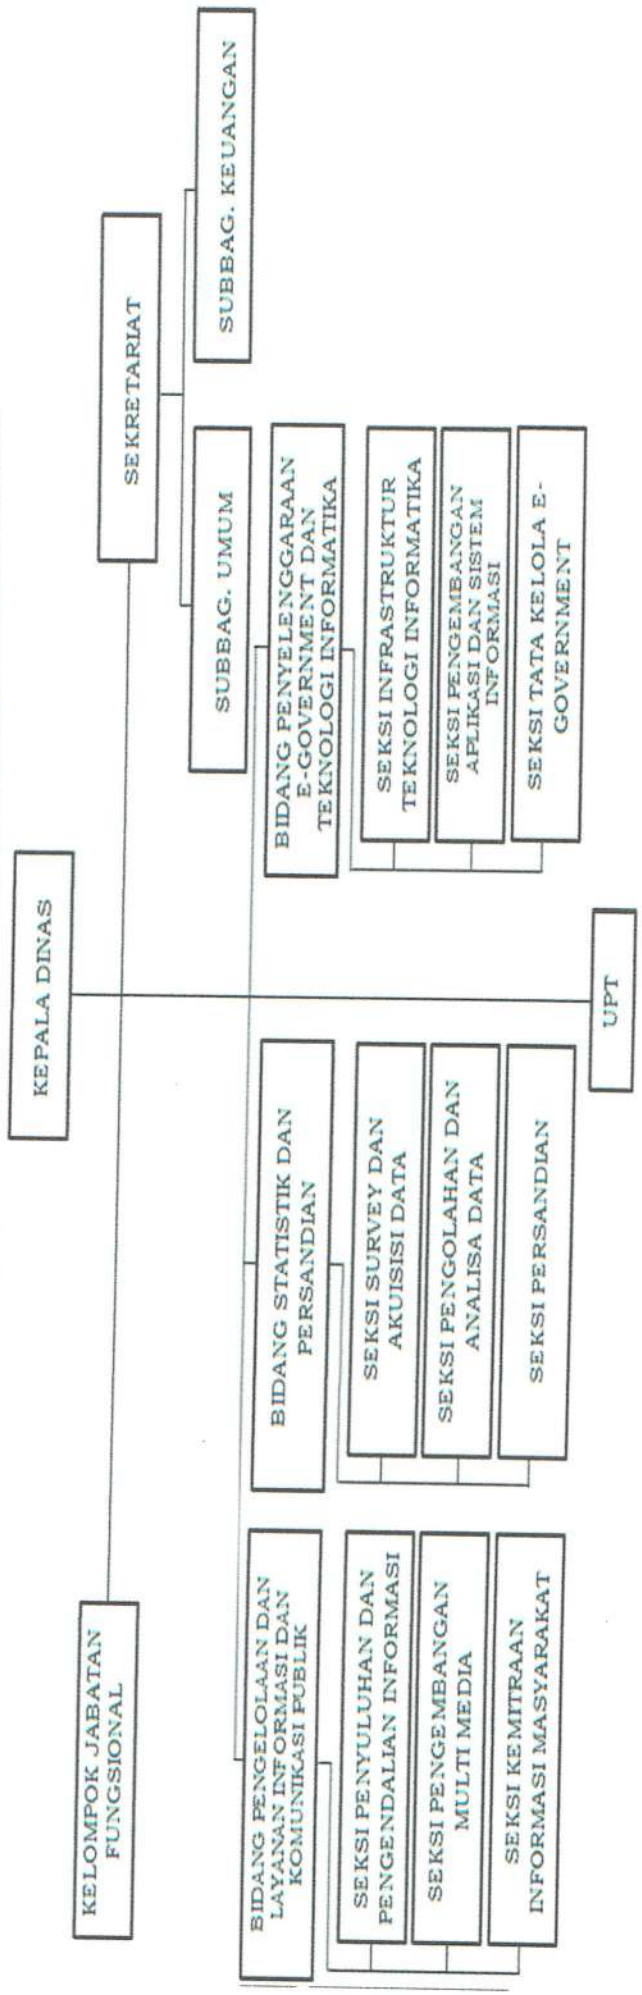 KEPALA DINAS
KELOMPOK JABATAN
FUNGSIONAL
SEKRETARIAT
SUBBAG. UMUM
SUBBAG. KEUANGAN
BIDANG PENGELOLAAN DAN
LAYANAN INFORMASI DAN
KOMUNIKASI PUBLIK
SEKSI PENYULUHAN DAN
PENGENDALIAN INFORMASI
SEKSI PENGEMBANGAN
MULTI MEDIA
SEKSI KEMITRAAN
INFORMASI MASYARAKAT
BIDANG STATISTIK DAN
PERSANDIAN
SEKSI SURVEY DAN
AKUISISI DATA
SEKSI PENGOLAHAN DAN
ANALISA DATA
SEKSI PERSANDIAN
BIDANG PENYELENGGARAAN
E-GOVERNMENT DAN
TEKNOLOGI INFORMATIKA
SEKSI INFRASTRUKTUR
TEKNOLOGI INFORMATIKA
SEKSI PENGEMBANGAN
APLIKASI DAN SISTEM
INFORMASI
SEKSI TATA KELOLA E-
GOVERNMENT
UPT